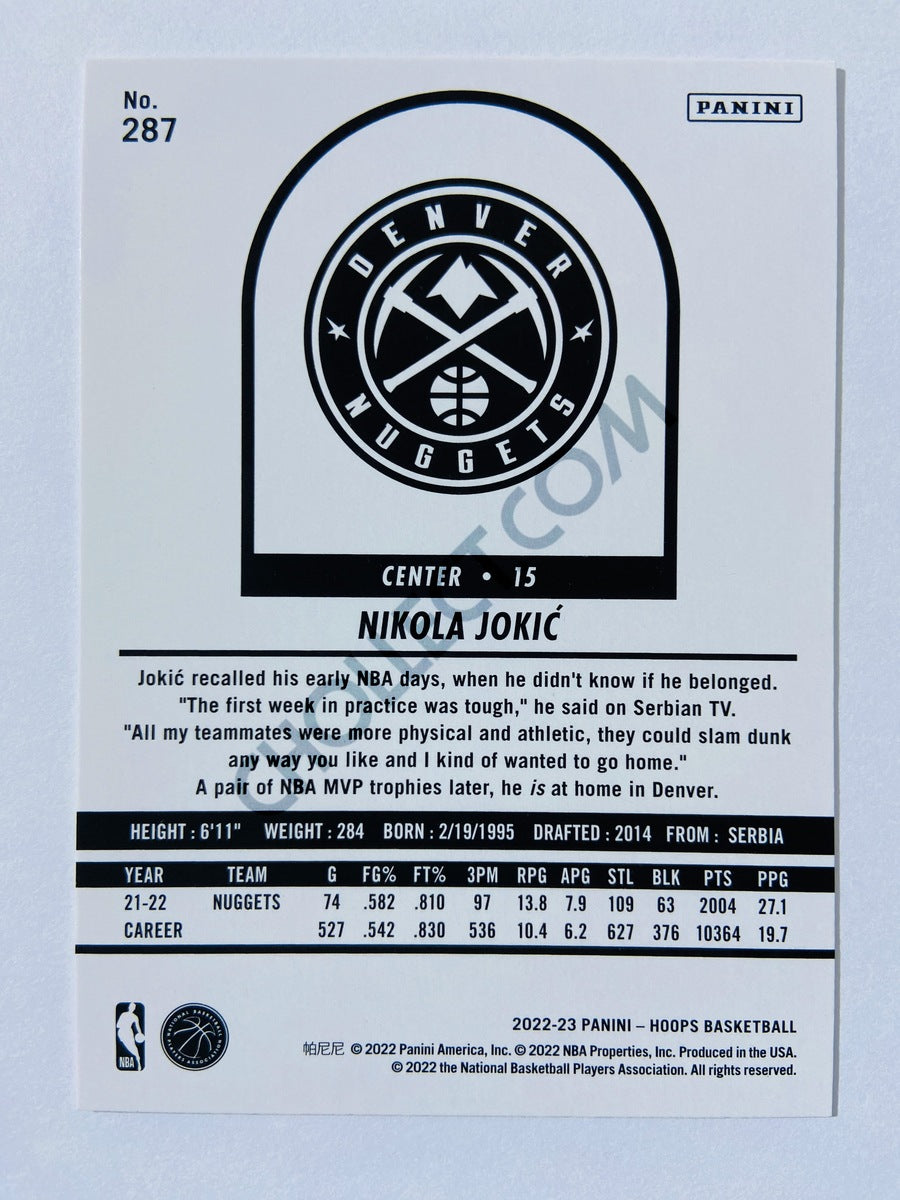 No.
287
PANINI
DENVER
NUGGETS
CENTER • 15
NIKOLA JOKIĆ
Jokić recalled his early NBA days, when he didn't know if he belonged.
"The first week in practice was tough," he said on Serbian TV.
"All my teammates were more physical and athletic, they could slam dunk
any way you like and I kind of wanted to go home."
A pair of NBA MVP trophies later, he is at home in Denver.
HEIGHT : 6'11" WEIGHT : 284 BORN : 2/19/1995 DRAFTED : 2014 FROM : SERBIA
YEAR TEAM G FG% FT% 3PM RPG APG STL BLK PTS PPG
21-22 NUGGETS 74 .582 .810 97 13.8 7.9 109 63 2004 27.1
CAREER 527 .542 .830 536 10.4 6.2 627 376 10364 19.7
NBA
NATIONAL BASKETBALL
PLAYERS ASSOCIATION
2022-23 PANINI – HOOPS BASKETBALL
帕尼尼 © 2022 Panini America, Inc. © 2022 NBA Properties, Inc. Produced in the USA.
© 2022 the National Basketball Players Association. All rights reserved.
CHOLLECT.COM